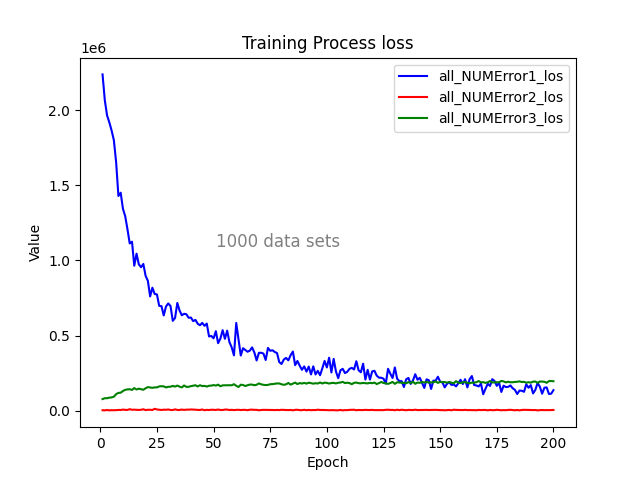 Training Process loss
1e6
all_NUMError1_los
all_NUMError2_los
all_NUMError3_los
2.0
1.5
1.0
0.5
0.0
Value
1000 data sets
0 25 50 75 100 125 150 175 200
Epoch